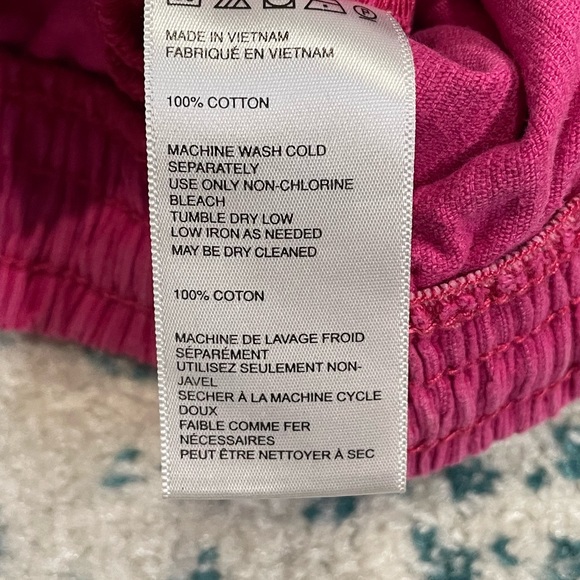 MADE IN VIETNAM
FABRIQUÉ EN VIETNAM
100% COTTON
MACHINE WASH COLD
SEPARATELY
USE ONLY NON-CHLORINE
BLEACH
TUMBLE DRY LOW
LOW IRON AS NEEDED
MAY BE DRY CLEANED
100% COTON
MACHINE DE LAVAGE FROID
SÉPARÉMENT
UTILISEZ SEULEMENT NON-
JAVEL
SECHER À LA MACHINE CYCLE
DOUX
FAIBLE COMME FER
NÉCESSAIRES
PEUT ÊTRE NETTOYER À SEC